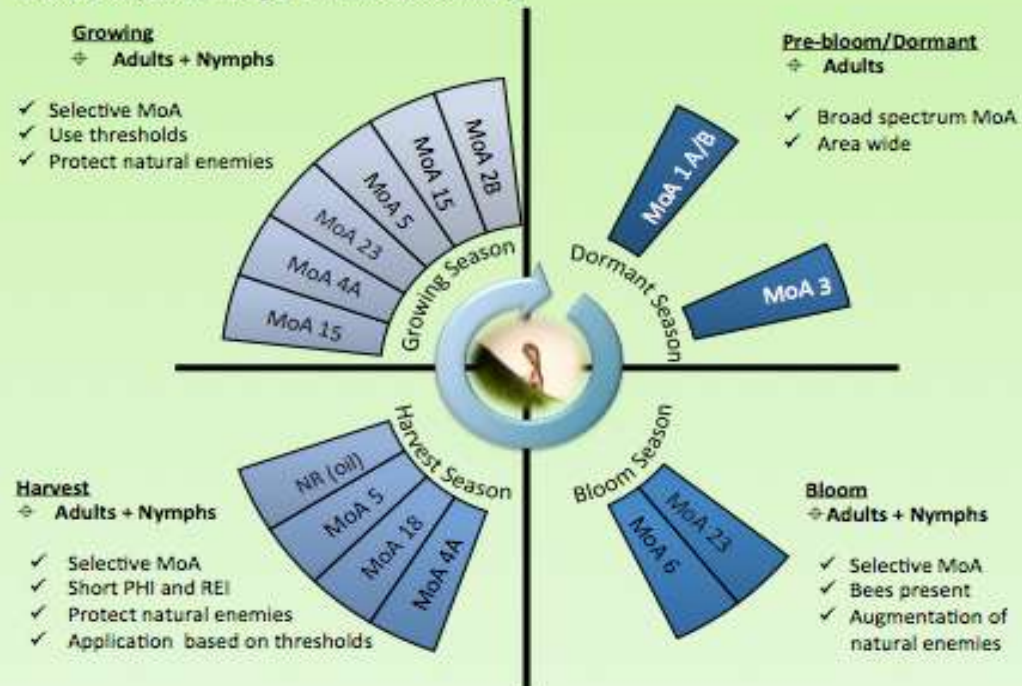 Growing
Adults + Nymphs
✓ Selective MoA
✓ Use thresholds
✓ Protect natural enemies
MoA 15
MoA 4A
MoA 23
MoA 5
MoA 15
MoA 2B
Growing Season
Pre-bloom/Dormant
Adults
✓ Broad spectrum MoA
✓ Area wide
MoA 1 A/B
MoA 3
Dormant Season
Harvest
Adults + Nymphs
✓ Selective MoA
✓ Short PHI and REI
✓ Protect natural enemies
✓ Application based on thresholds
NR (oil)
MoA 5
MoA 18
MoA 4A
Harvest Season
Bloom Season
MoA 23
MoA 6
Bloom
Adults + Nymphs
✓ Selective MoA
✓ Bees present
✓ Augmentation of
natural enemies